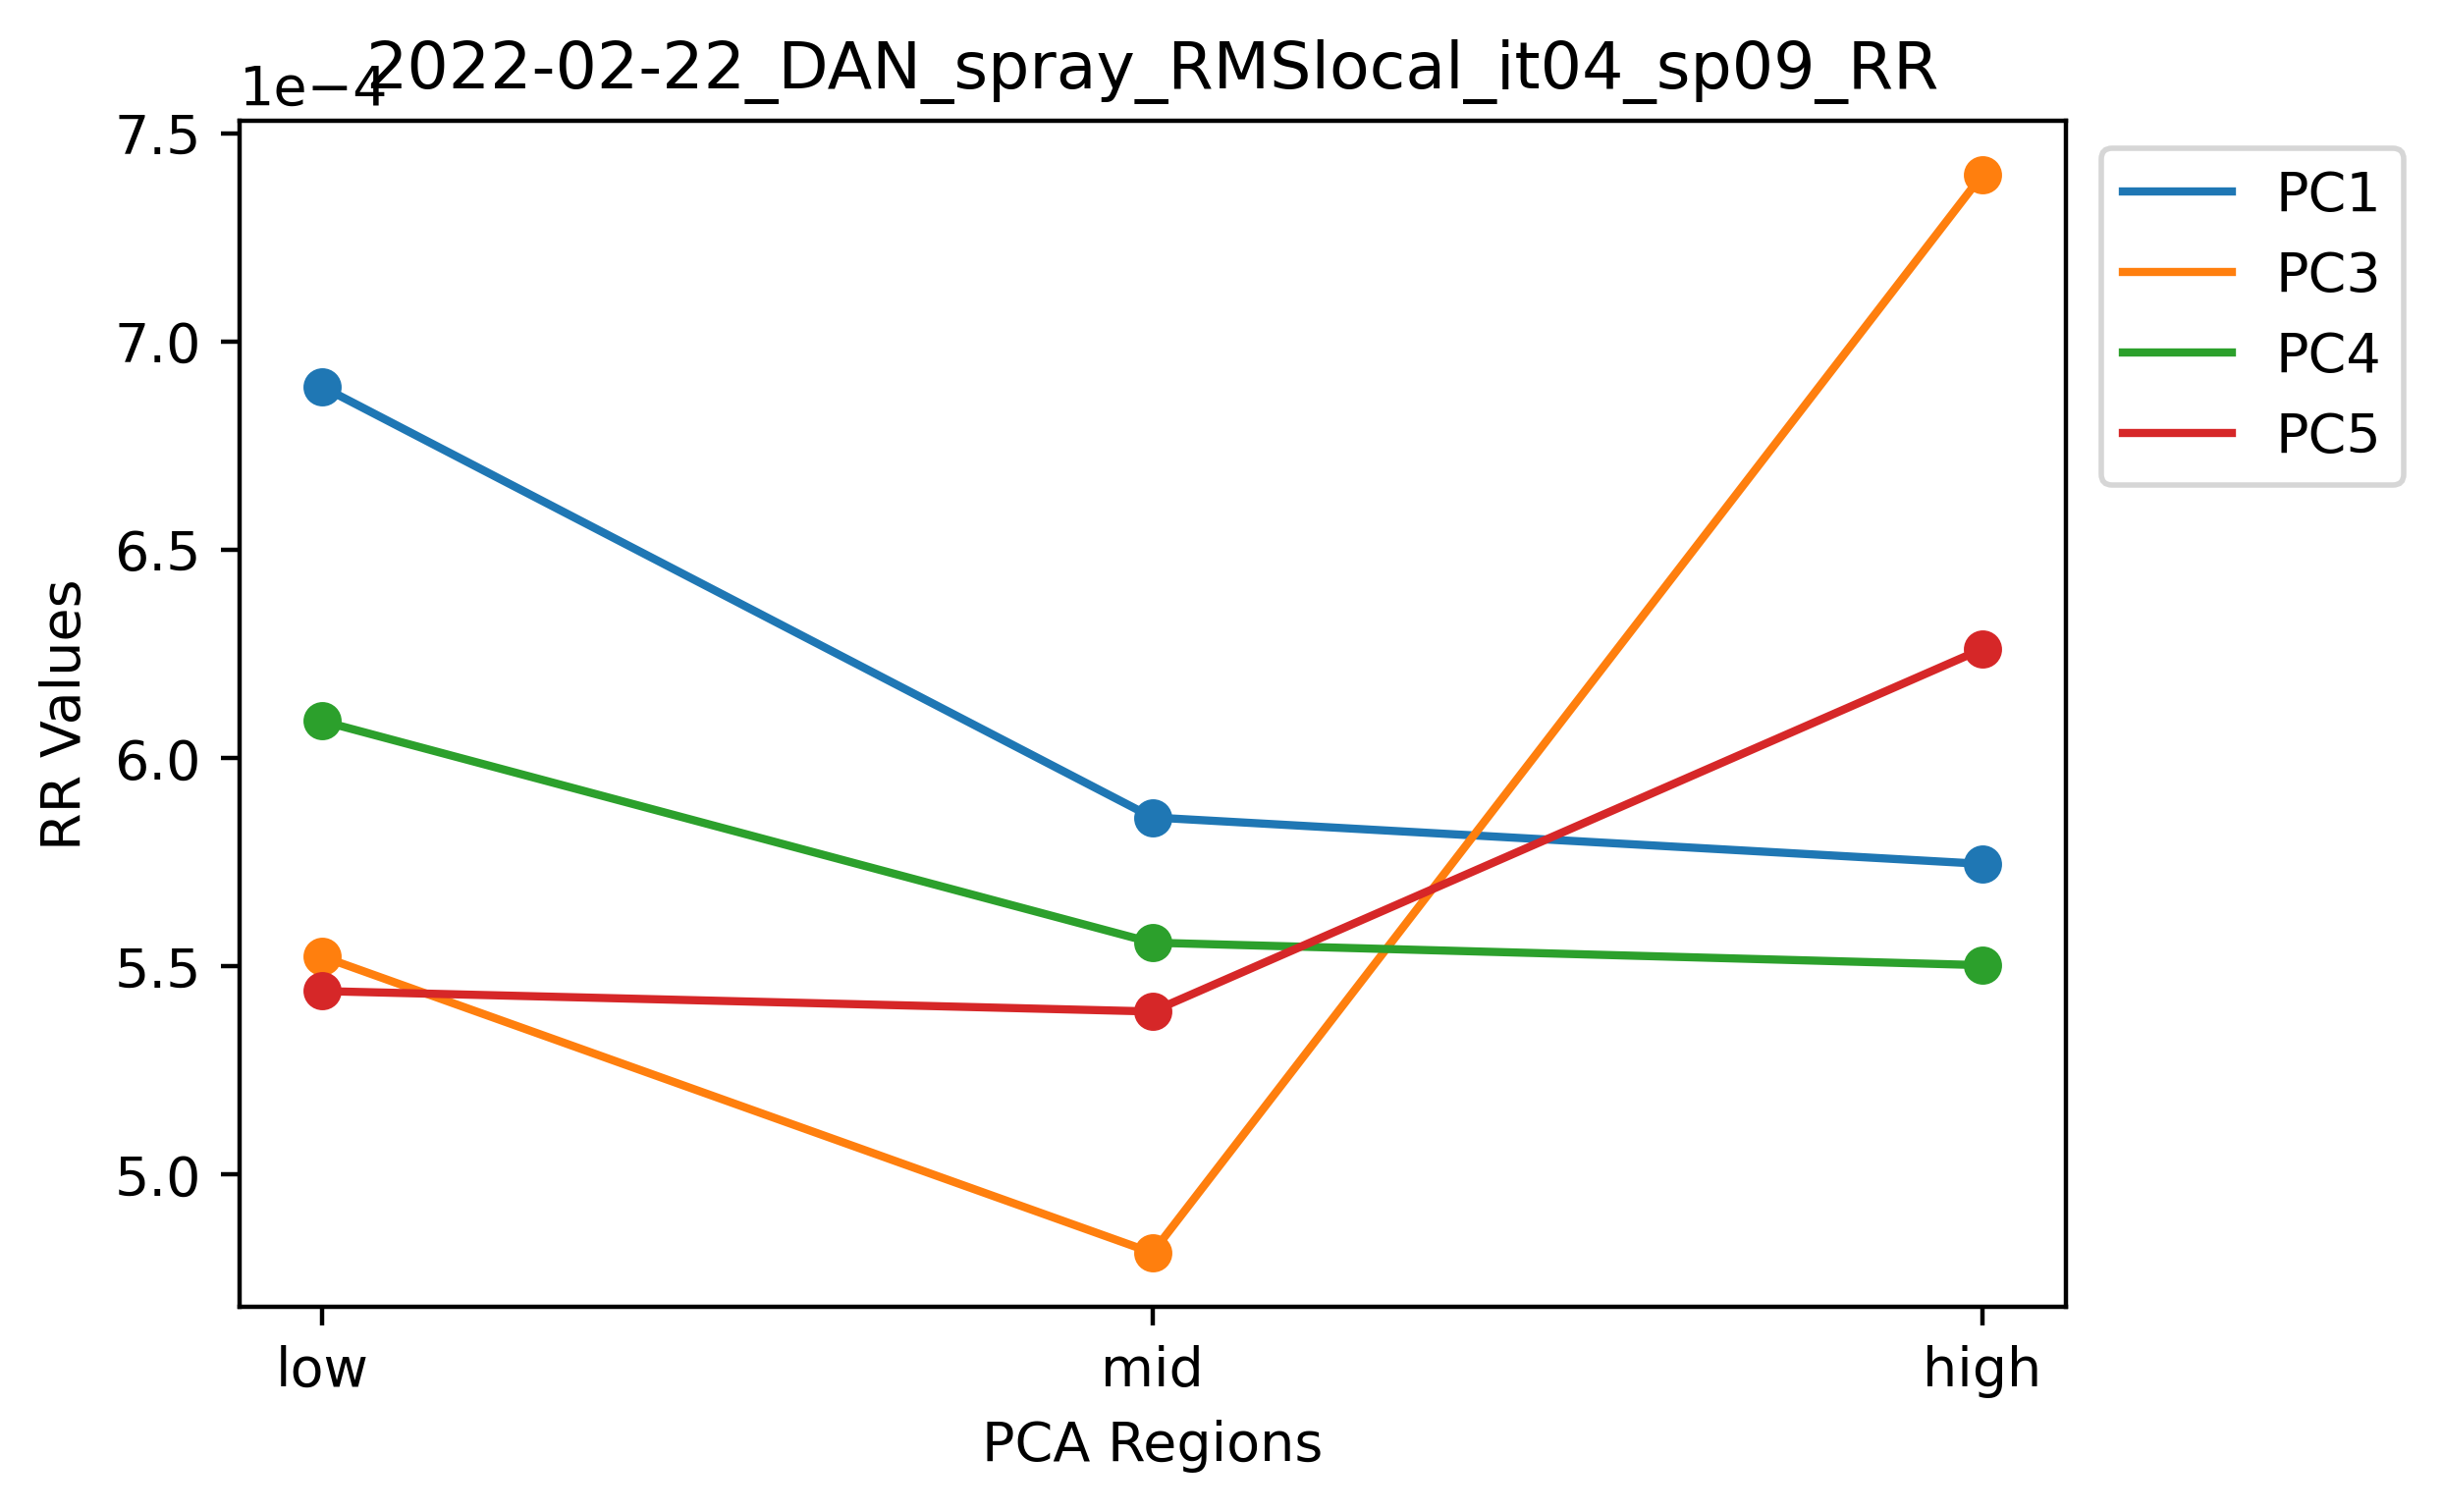 2022-02-22_DAN_spray_RMSlocal_it04_sp09_RR
1e−4
7.5
7.0
6.5
6.0
5.5
5.0
RR Values
low mid high
PCA Regions
PC1
PC3
PC4
PC5